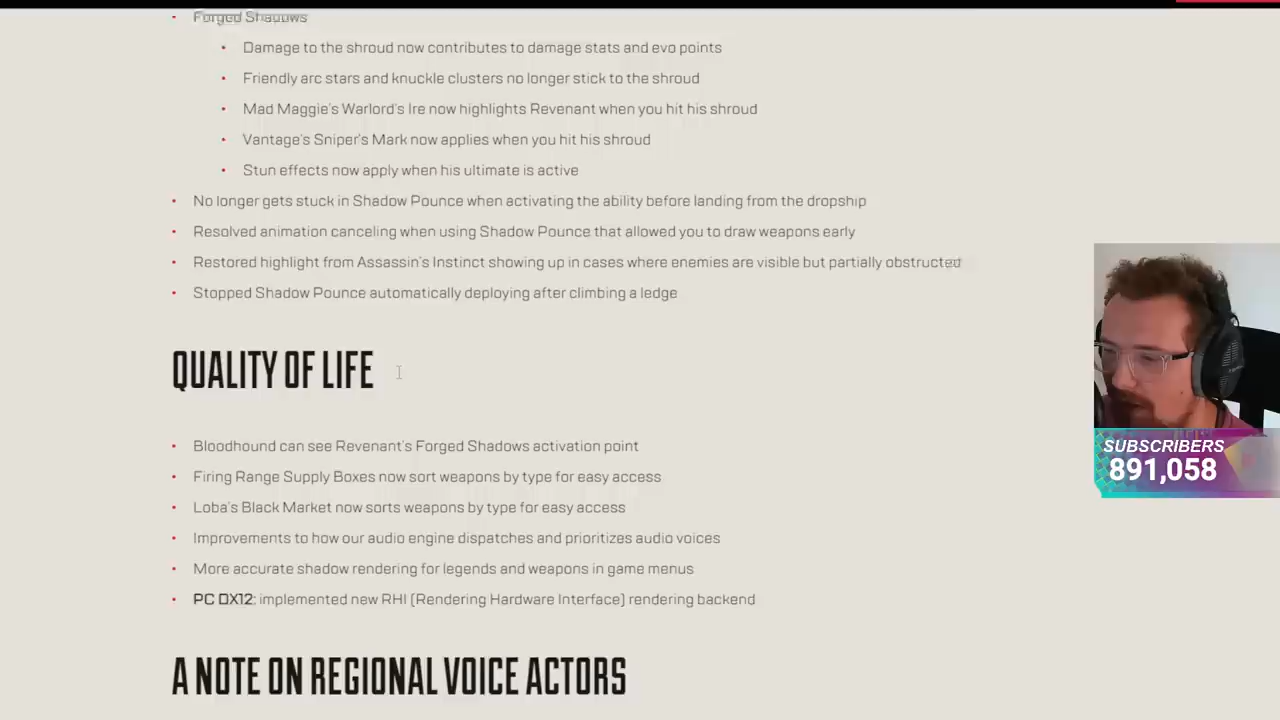 Forged Shadows
Damage to the shroud now contributes to damage stats and evo points
Friendly arc stars and knuckle clusters no longer stick to the shroud
Mad Maggie's Warlord's Ire now highlights Revenant when you hit his shroud
Vantage's Sniper's Mark now applies when you hit his shroud
Stun effects now apply when his ultimate is active
No longer gets stuck in Shadow Pounce when activating the ability before landing from the dropship
Resolved animation canceling when using Shadow Pounce that allowed you to draw weapons early
Restored highlight from Assassin's Instinct showing up in cases where enemies are visible but partially obstructed
Stopped Shadow Pounce automatically deploying after climbing a ledge
QUALITY OF LIFE
Bloodhound can see Revenant's Forged Shadows activation point
Firing Range Supply Boxes now sort weapons by type for easy access
Loba's Black Market now sorts weapons by type for easy access
Improvements to how our audio engine dispatches and prioritizes audio voices
More accurate shadow rendering for legends and weapons in game menus
PC DX12: implemented new RHI (Rendering Hardware Interface) rendering backend
A NOTE ON REGIONAL VOICE ACTORS
SUBSCRIBERS
891,058